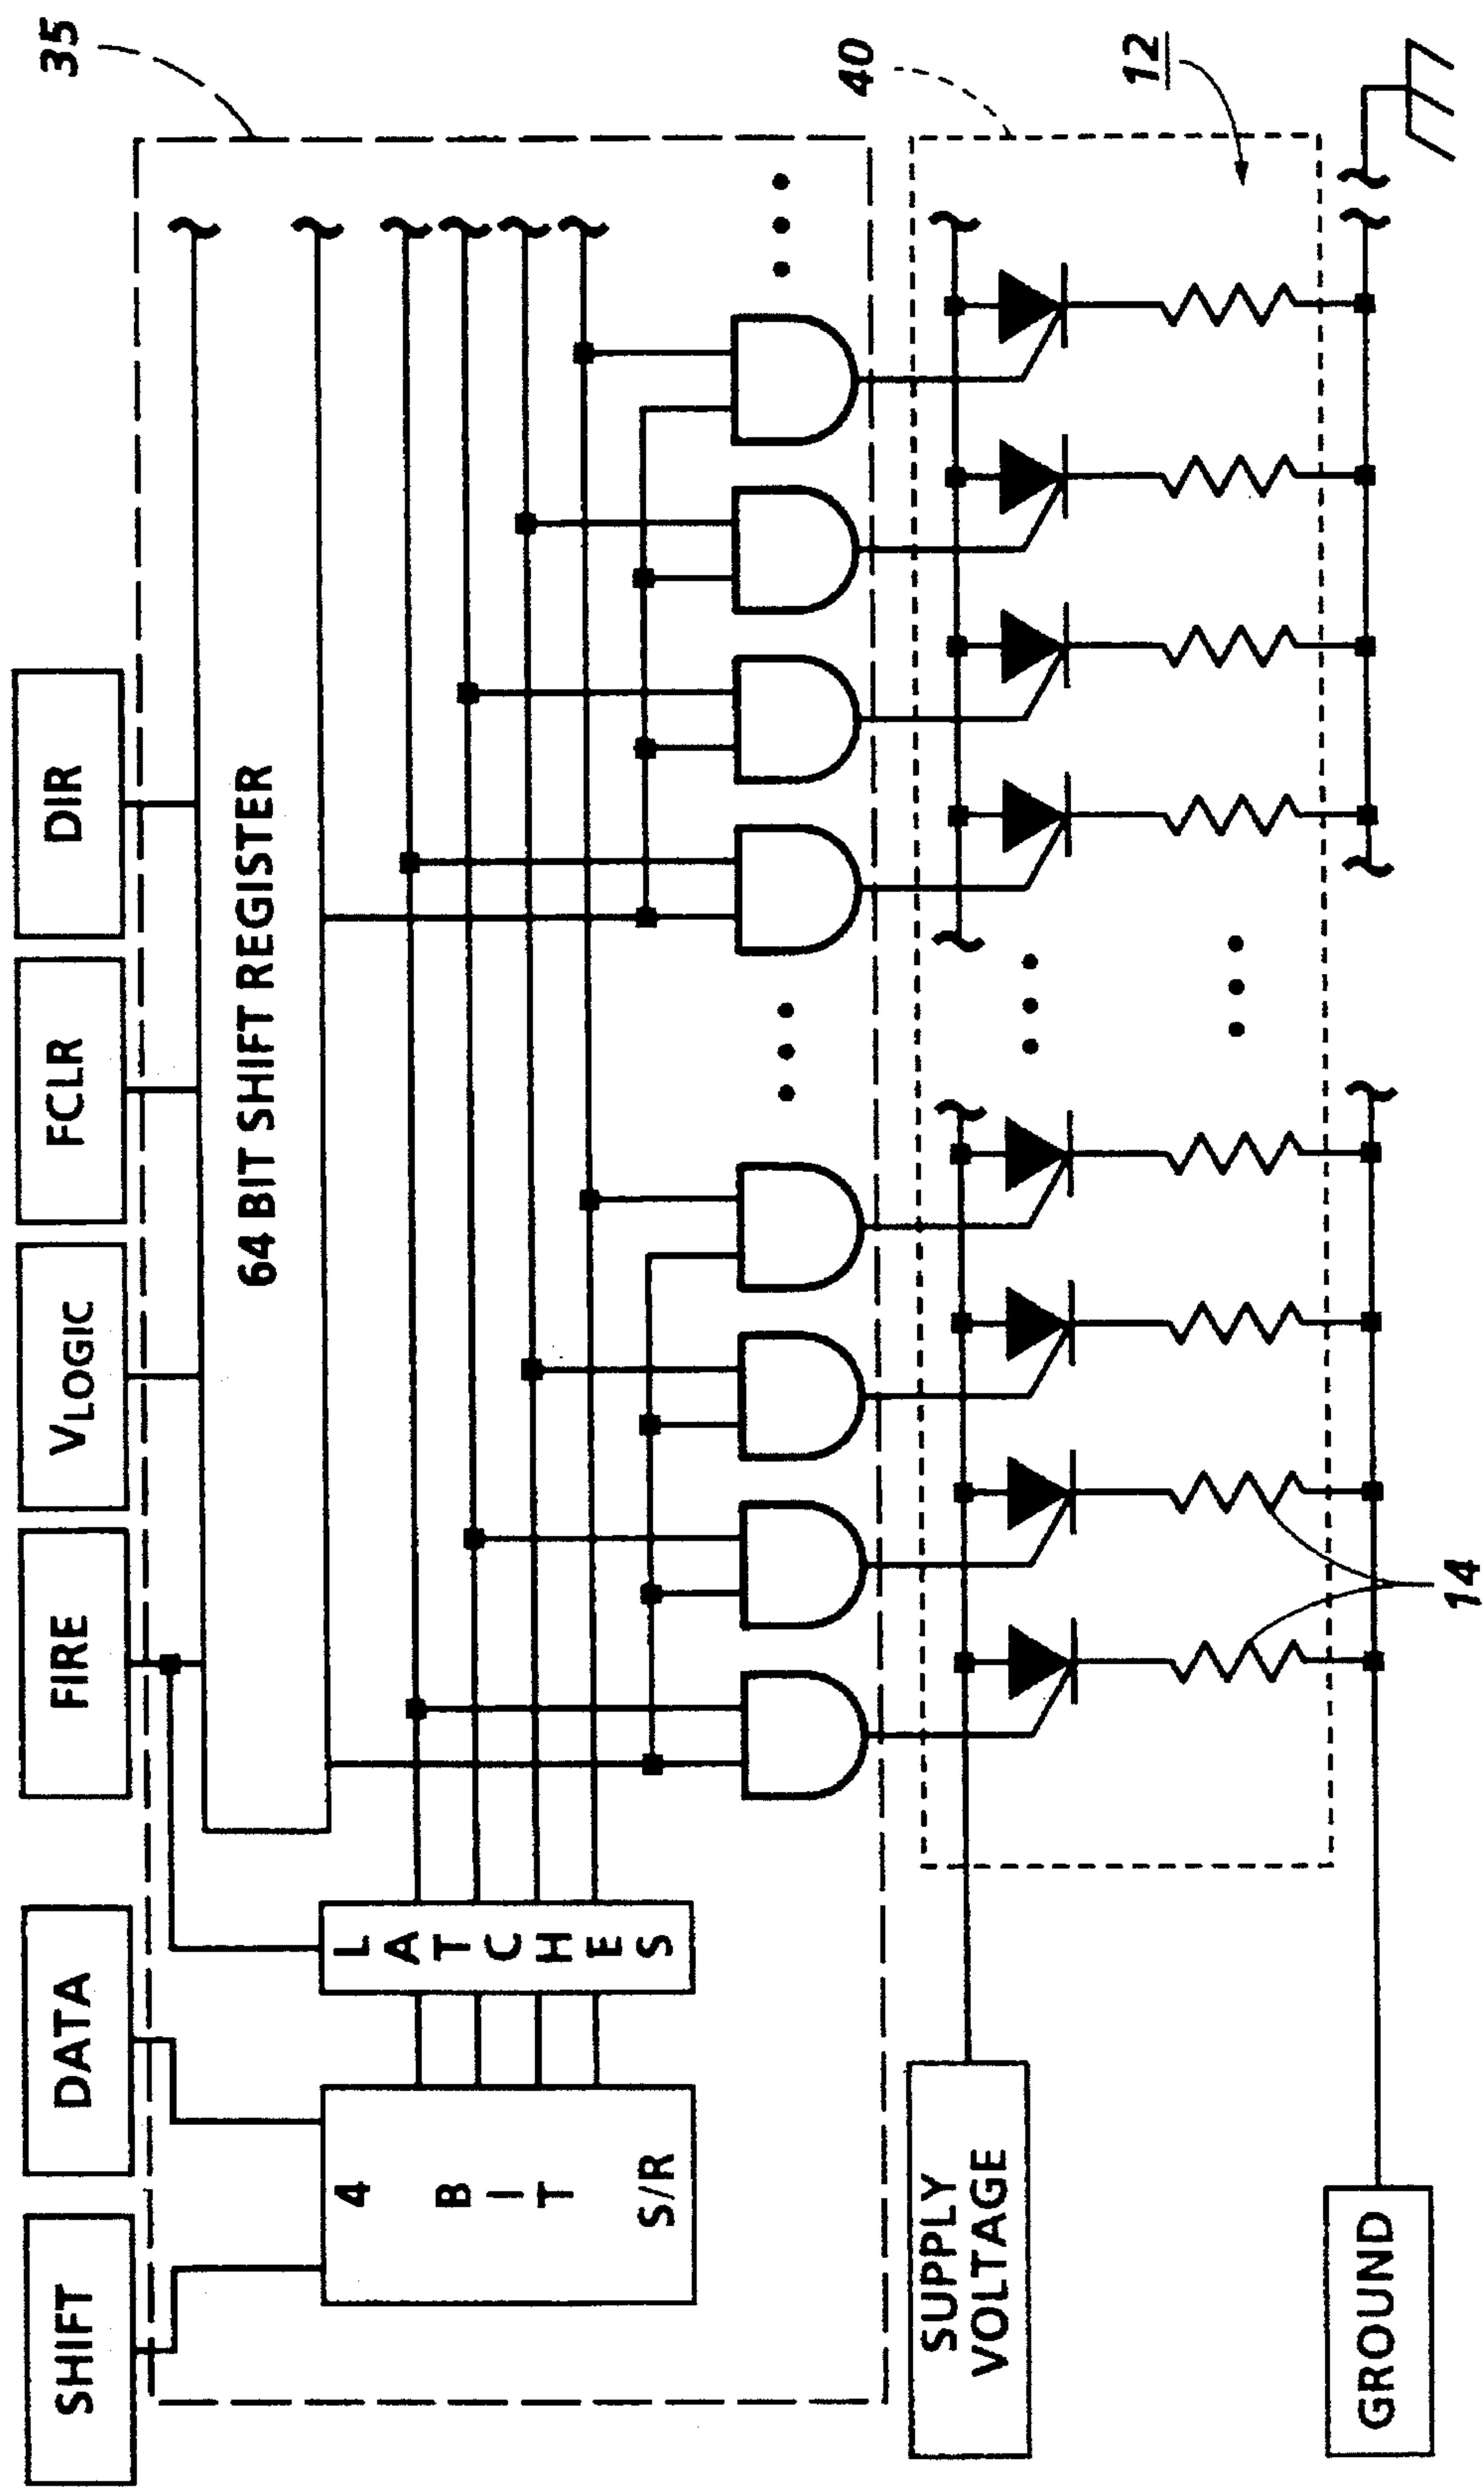 SHIFT
DATA
FIRE
VLOGIC
FCLR
DIR
35
64 BIT SHIFT REGISTER
4
BIT
S/R
LATCHES
40
SUPPLY
VOLTAGE
12
GROUND
14